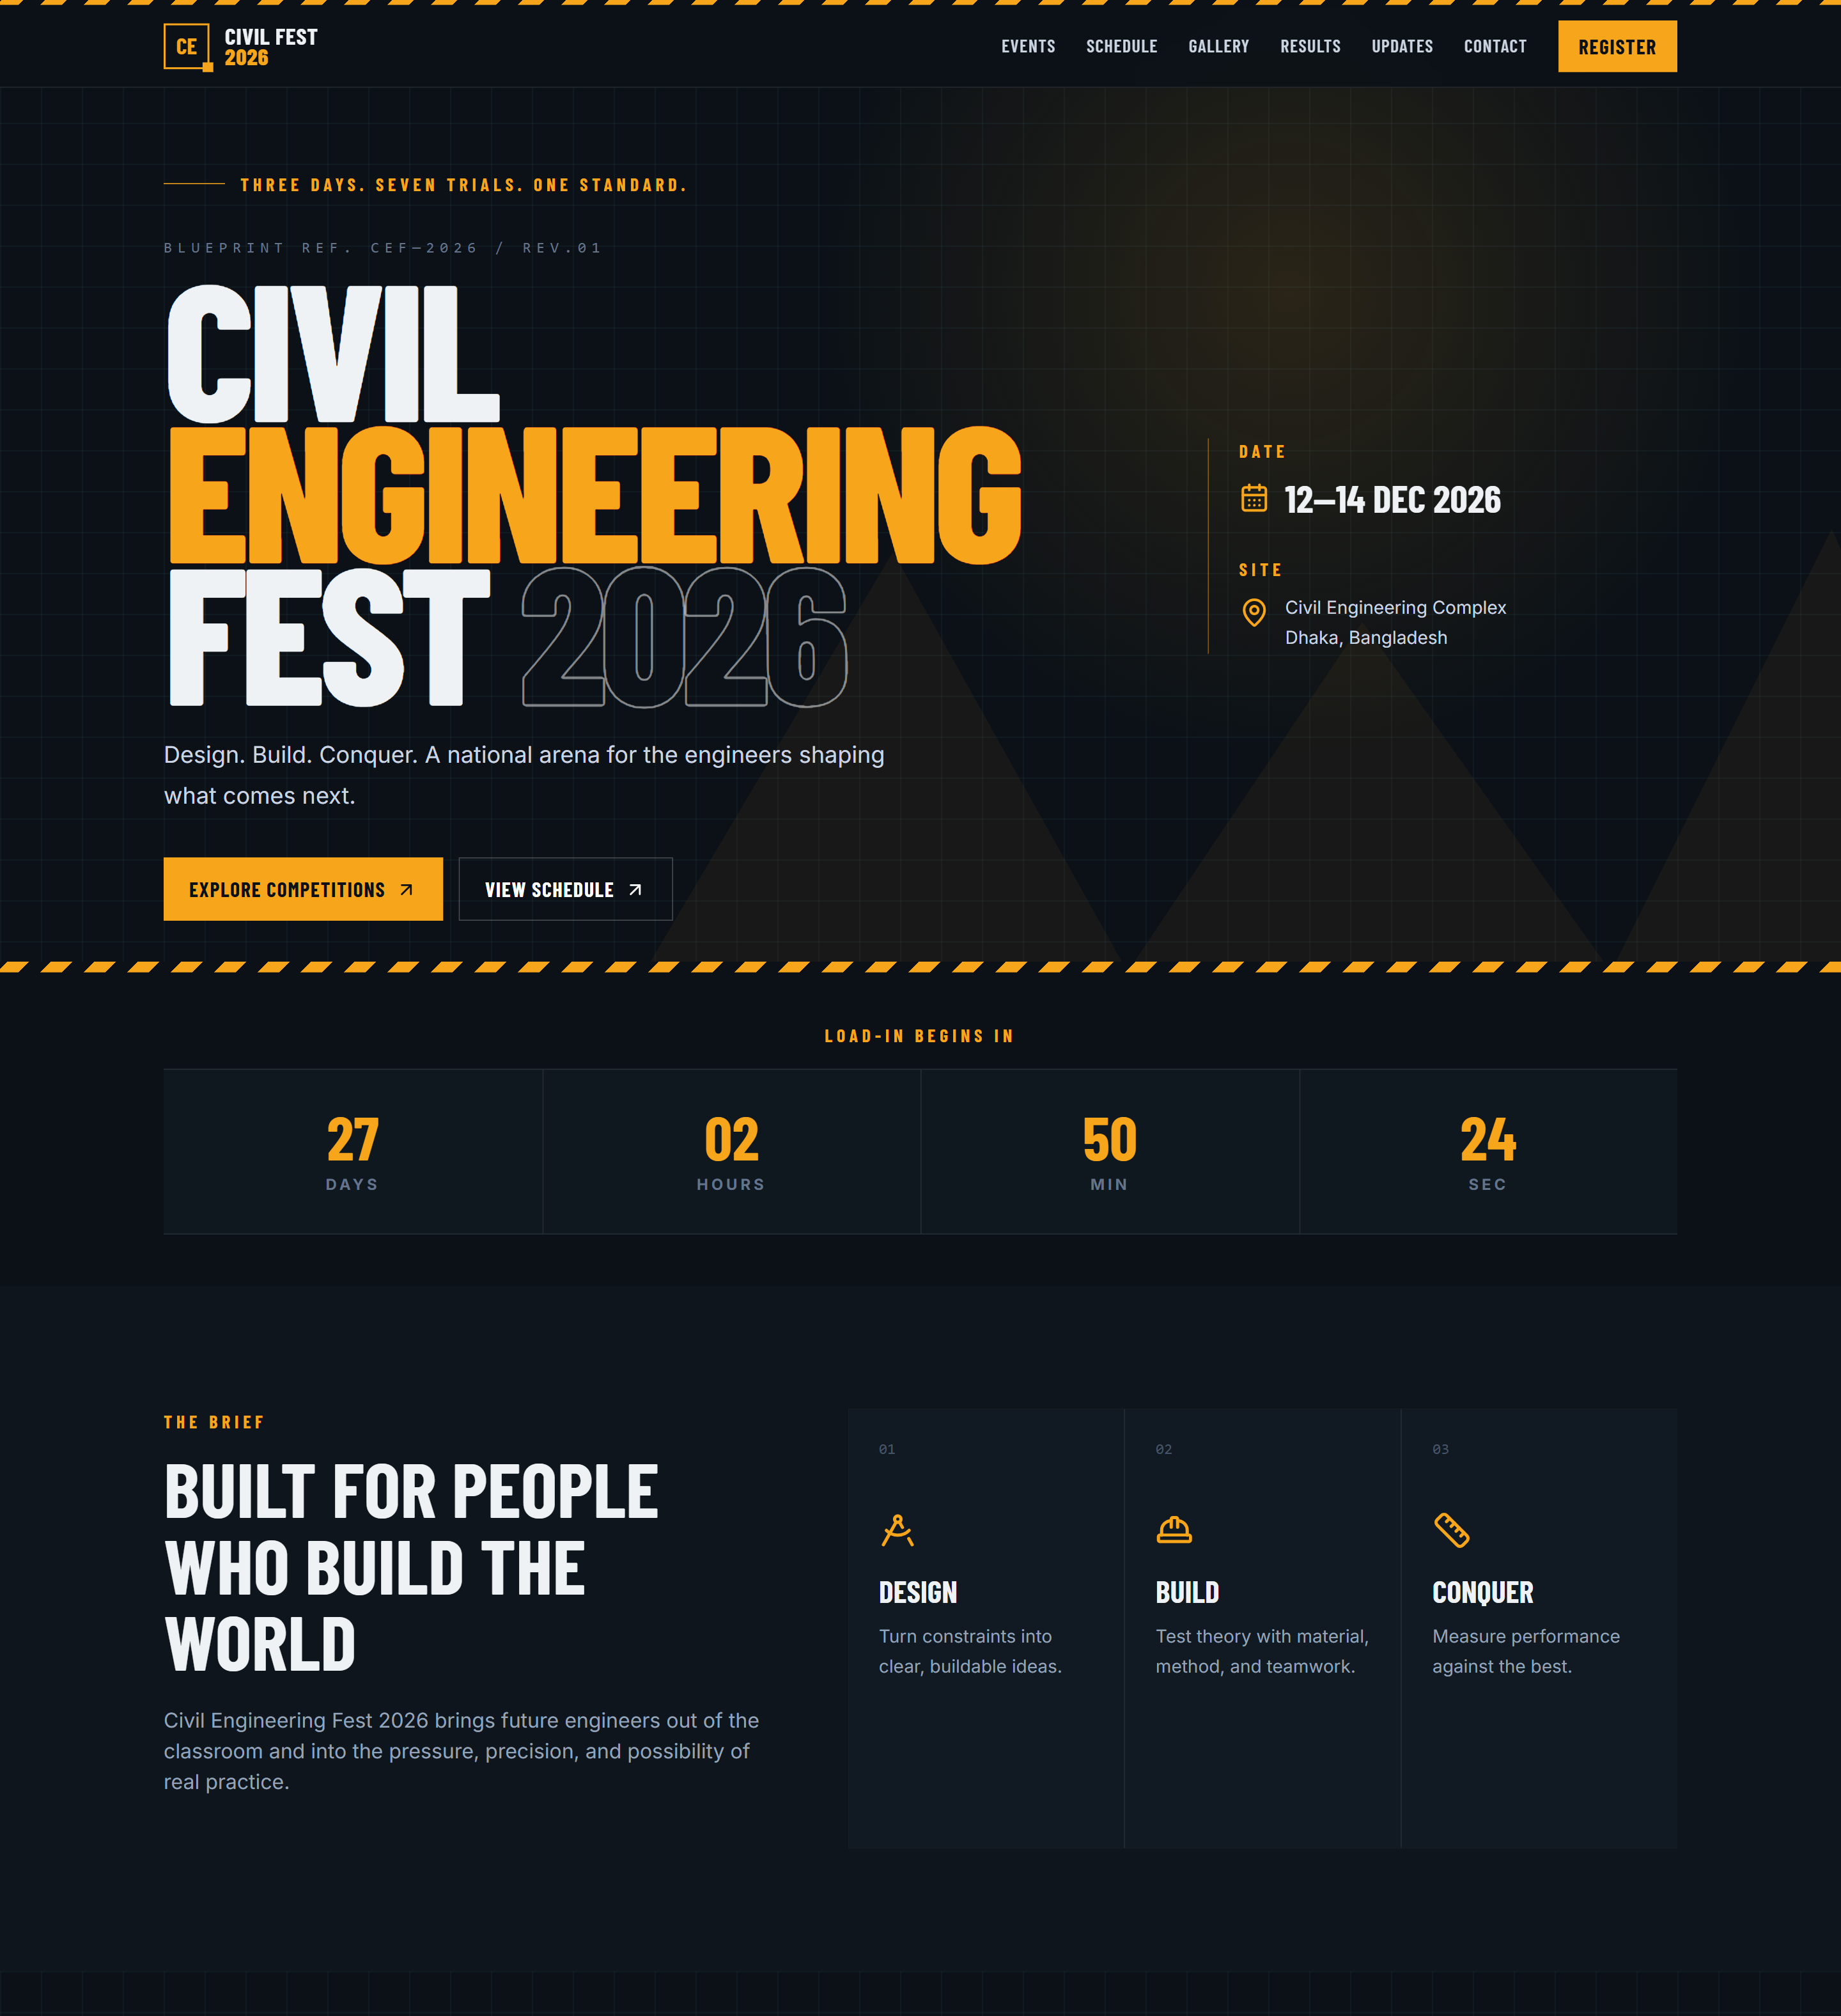 CE
CIVIL FEST
2026
EVENTS SCHEDULE GALLERY RESULTS UPDATES CONTACT REGISTER
THREE DAYS. SEVEN TRIALS. ONE STANDARD.
BLUEPRINT REF. CEF—2026 / REV.01
CIVIL
ENGINEERING
FEST 2026
DATE
12—14 DEC 2026
SITE
Civil Engineering Complex
Dhaka, Bangladesh
Design. Build. Conquer. A national arena for the engineers shaping
what comes next.
EXPLORE COMPETITIONS
VIEW SCHEDULE
LOAD-IN BEGINS IN
27 02 50 24
DAYS HOURS MIN SEC
THE BRIEF
BUILT FOR PEOPLE
WHO BUILD THE
WORLD
Civil Engineering Fest 2026 brings future engineers out of the
classroom and into the pressure, precision, and possibility of
real practice.
01
DESIGN
Turn constraints into
clear, buildable ideas.
02
BUILD
Test theory with material,
method, and teamwork.
03
CONQUER
Measure performance
against the best.